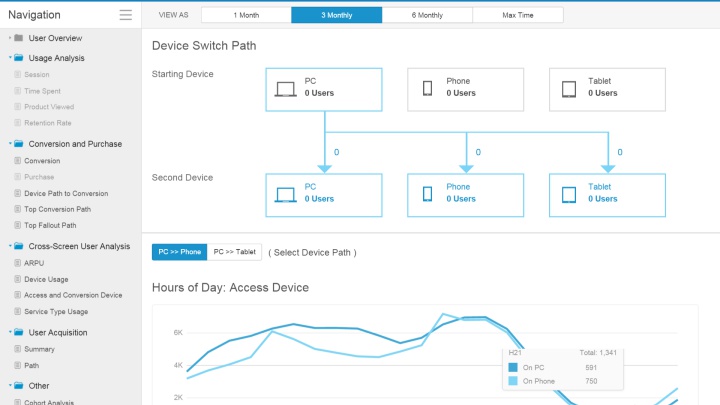 Navigation
User Overview
Usage Analysis
Session
Time Spent
Product Viewed
Retention Rate
Conversion and Purchase
Conversion
Purchase
Device Path to Conversion
Top Conversion Path
Top Fallout Path
Cross-Screen User Analysis
ARPU
Device Usage
Access and Conversion Device
Service Type Usage
User Acquisition
Summary
Path
Other
Cohort Analysis
VIEW AS
1 Month
3 Monthly
6 Monthly
Max Time
Device Switch Path
Starting Device
PC
0 Users
Phone
0 Users
Tablet
0 Users
0
0
0
Second Device
PC
0 Users
Phone
0 Users
Tablet
0 Users
PC >> Phone
PC >> Tablet
( Select Device Path )
Hours of Day: Access Device
6K
4K
2K
H21 Total: 1,341
On PC 591
On Phone 750